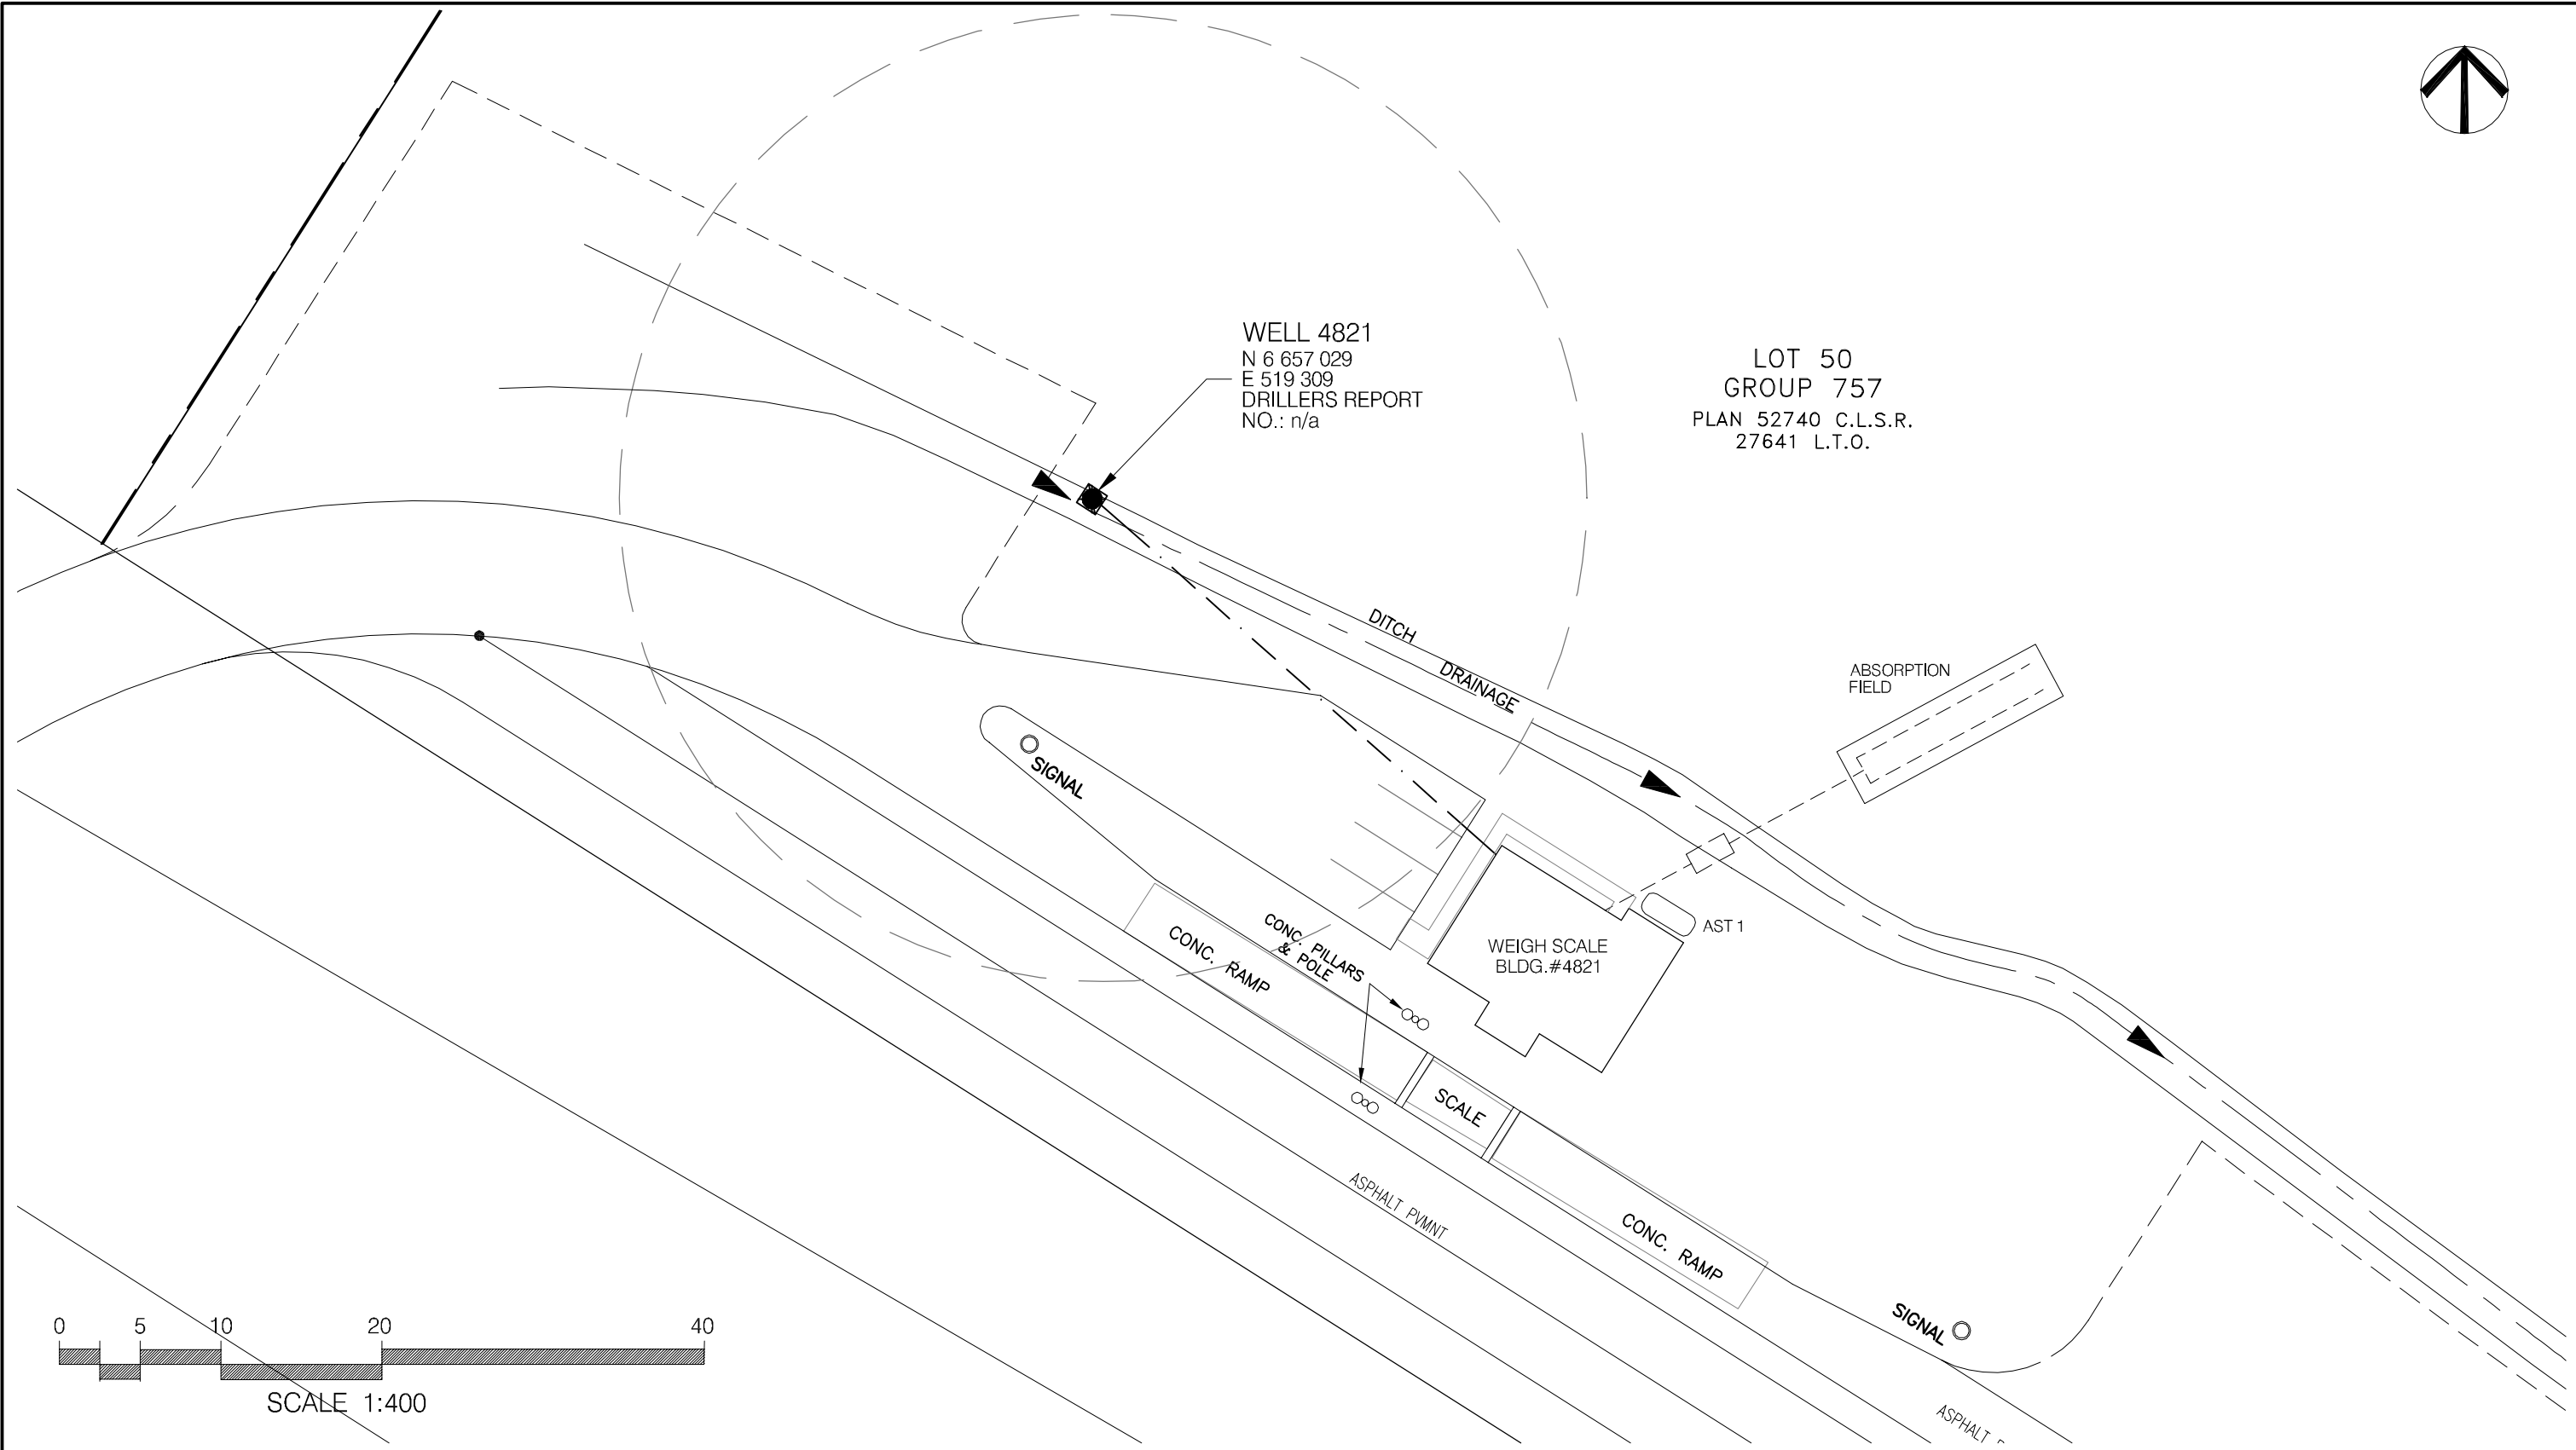 WELL 4821
N 6 657 029
E 519 309
DRILLERS REPORT
NO.: n/a
LOT 50
GROUP 757
PLAN 52740 C.L.S.R.
27641 L.T.O.
DITCH
DRAINAGE
ABSORPTION
FIELD
SIGNAL
CONC. PILLARS
& POLE
CONC. RAMP
WEIGH SCALE
BLDG.#4821
AST 1
SCALE
ASPHALT PVMNT
CONC. RAMP
SIGNAL
ASPHALT
0 5 10 20 40
SCALE 1:400